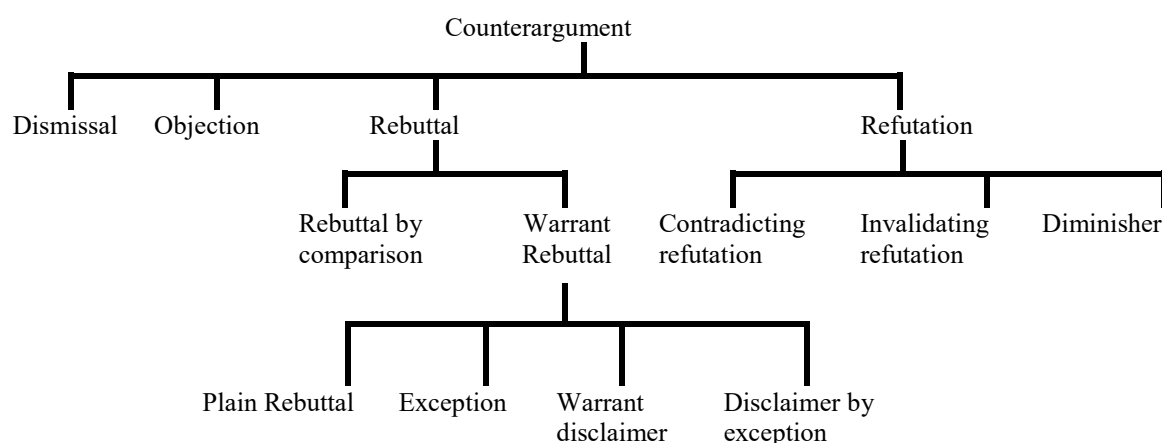 Counterargument
Dismissal Objection Rebuttal Refutation
Rebuttal by Warrant Contradicting Invalidating Diminisher
comparison Rebuttal refutation refutation
Plain Rebuttal Exception Warrant Disclaimer by
disclaimer exception